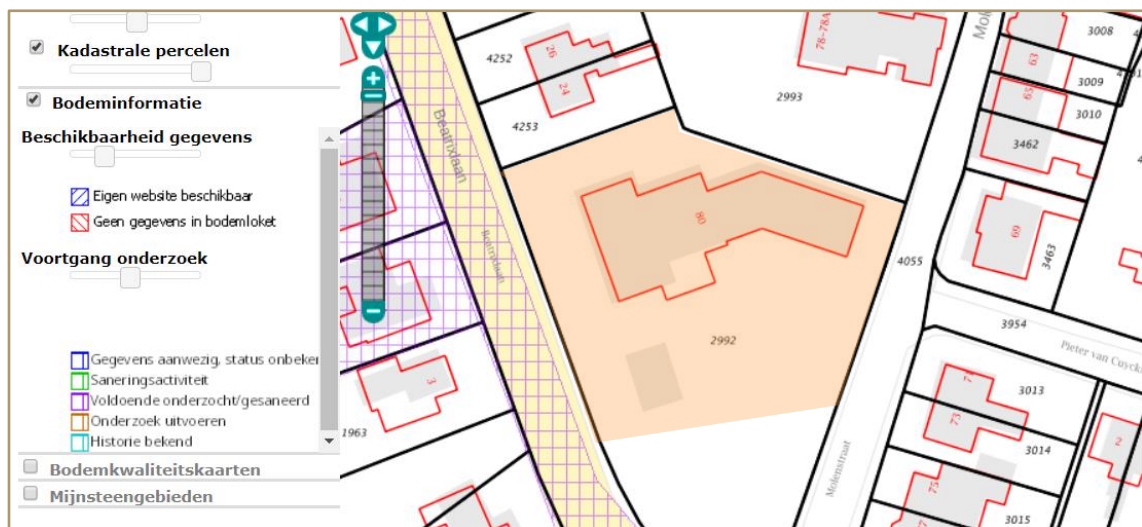 Kadastrale percelen
Bodeminformatie
Beschikbaarheid gegevens
Eigen website beschikbaar
Geen gegevens in bodemloket
Voortgang onderzoek
Gegevens aanwezig, status onbeker
Saneringsactiviteit
Voldoende onderzocht/gesaneerd
Onderzoek uitvoeren
Historie bekend
Bodemkwaliteitskaarten
Mijnsteengebieden
4252
26
24
4253
Beatrixlaan
Beatrixlaan
78-78A
2993
80
2992
3
1963
4055
Molenstraat
63
65
3008
3009
3010
3462
69
3463
3954
Pieter van Cuyck
3013
73
3014
75
3015
2